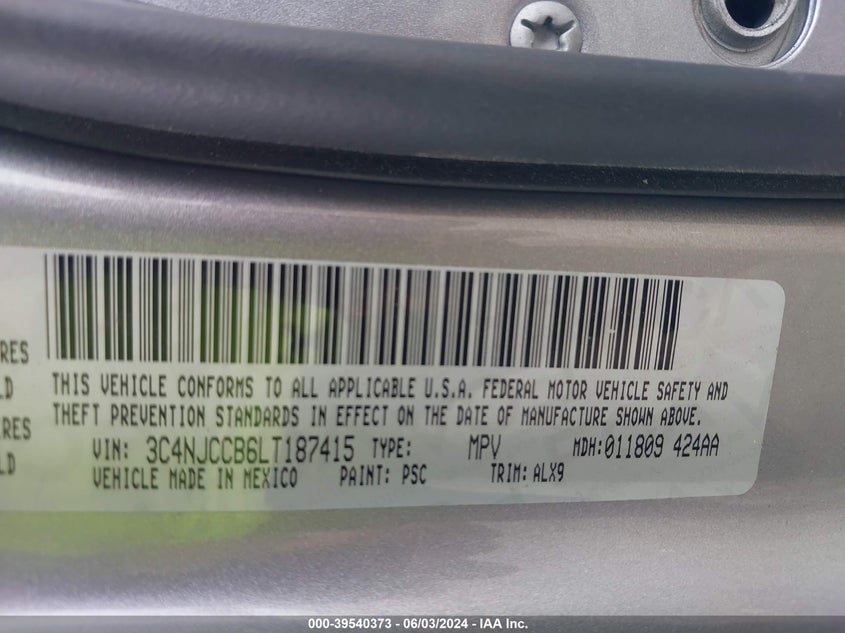 THIS VEHICLE CONFORMS TO ALL APPLICABLE U.S.A. FEDERAL MOTOR VEHICLE SAFETY AND
THEFT PREVENTION STANDARDS IN EFFECT ON THE DATE OF MANUFACTURE SHOWN ABOVE.
VIN: 3C4NJCCB6LT187415 TYPE: MPV MDH:011809 424AA
VEHICLE MADE IN MEXICO PAINT: PSC TRIM: ALX9
RES
LD
RES
LD
000-39540373 - 06/03/2024 - IAA Inc.